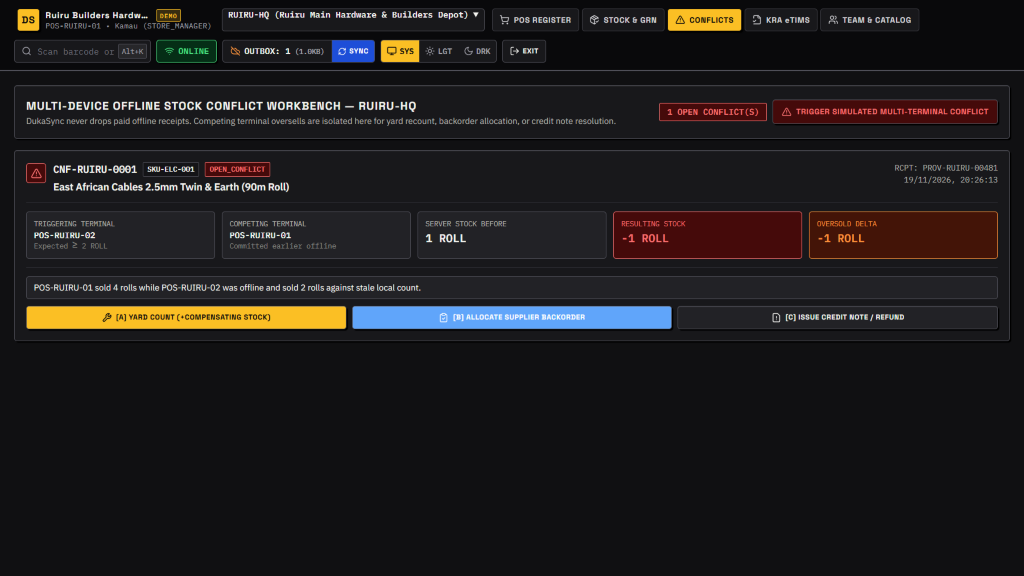 DS
Ruiru Builders Hardw… DEMO
POS-RUIRU-01 · Kamau (STORE_MANAGER)
RUIRU-HQ (Ruiru Main Hardware & Builders Depot) ▼
POS REGISTER
STOCK & GRN
CONFLICTS
KRA eTIMS
TEAM & CATALOG
Scan barcode or Alt+K
ONLINE
OUTBOX: 1 (1.0KB)
SYNC
SYS
LGT
DRK
EXIT
MULTI-DEVICE OFFLINE STOCK CONFLICT WORKBENCH — RUIRU-HQ
DukaSync never drops paid offline receipts. Competing terminal oversells are isolated here for yard recount, backorder allocation, or credit note resolution.
1 OPEN CONFLICT(S)
TRIGGER SIMULATED MULTI-TERMINAL CONFLICT
CNF-RUIRU-0001 SKU-ELC-001 OPEN_CONFLICT
East African Cables 2.5mm Twin & Earth (90m Roll)
RCPT: PROV-RUIRU-00481
19/11/2026, 20:26:13
TRIGGERING TERMINAL
POS-RUIRU-02
Expected ≥ 2 ROLL
COMPETING TERMINAL
POS-RUIRU-01
Committed earlier offline
SERVER STOCK BEFORE
1 ROLL
RESULTING STOCK
-1 ROLL
OVERSOLD DELTA
-1 ROLL
POS-RUIRU-01 sold 4 rolls while POS-RUIRU-02 was offline and sold 2 rolls against stale local count.
[A] YARD COUNT (+COMPENSATING STOCK)
[B] ALLOCATE SUPPLIER BACKORDER
[C] ISSUE CREDIT NOTE / REFUND